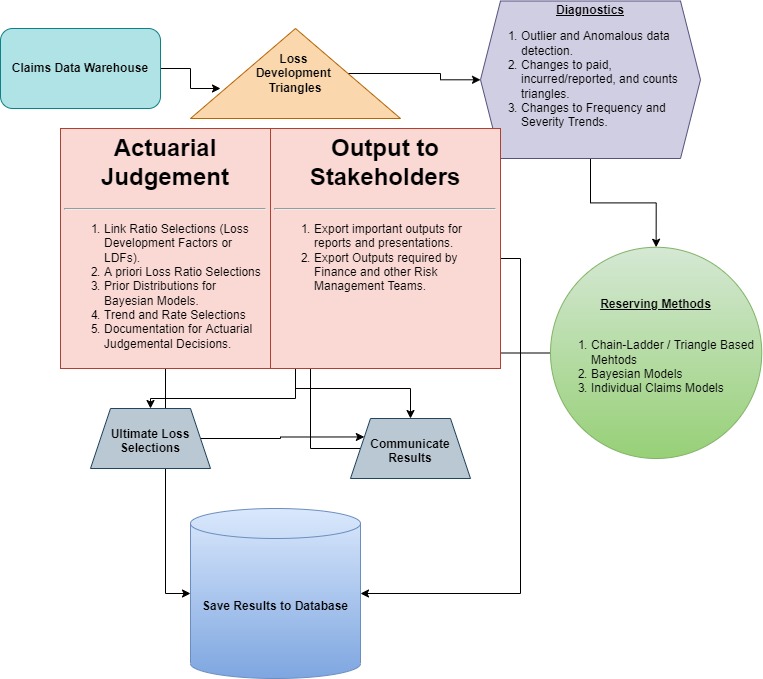 Claims Data Warehouse
Loss
Development
Triangles
Diagnostics
1. Outlier and Anomalous data
detection.
2. Changes to paid,
incurred/reported, and counts
triangles.
3. Changes to Frequency and
Severity Trends.
Actuarial
Judgement
1. Link Ratio Selections (Loss
Development Factors or
LDFs).
2. A priori Loss Ratio Selections
3. Prior Distributions for
Bayesian Models.
4. Trend and Rate Selections
5. Documentation for Actuarial
Judgemental Decisions.
Output to
Stakeholders
1. Export important outputs for
reports and presentations.
2. Export Outputs required by
Finance and other Risk
Management Teams.
Reserving Methods
1. Chain-Ladder / Triangle Based
Mehtods
2. Bayesian Models
3. Individual Claims Models
Ultimate Loss
Selections
Communicate
Results
Save Results to Database